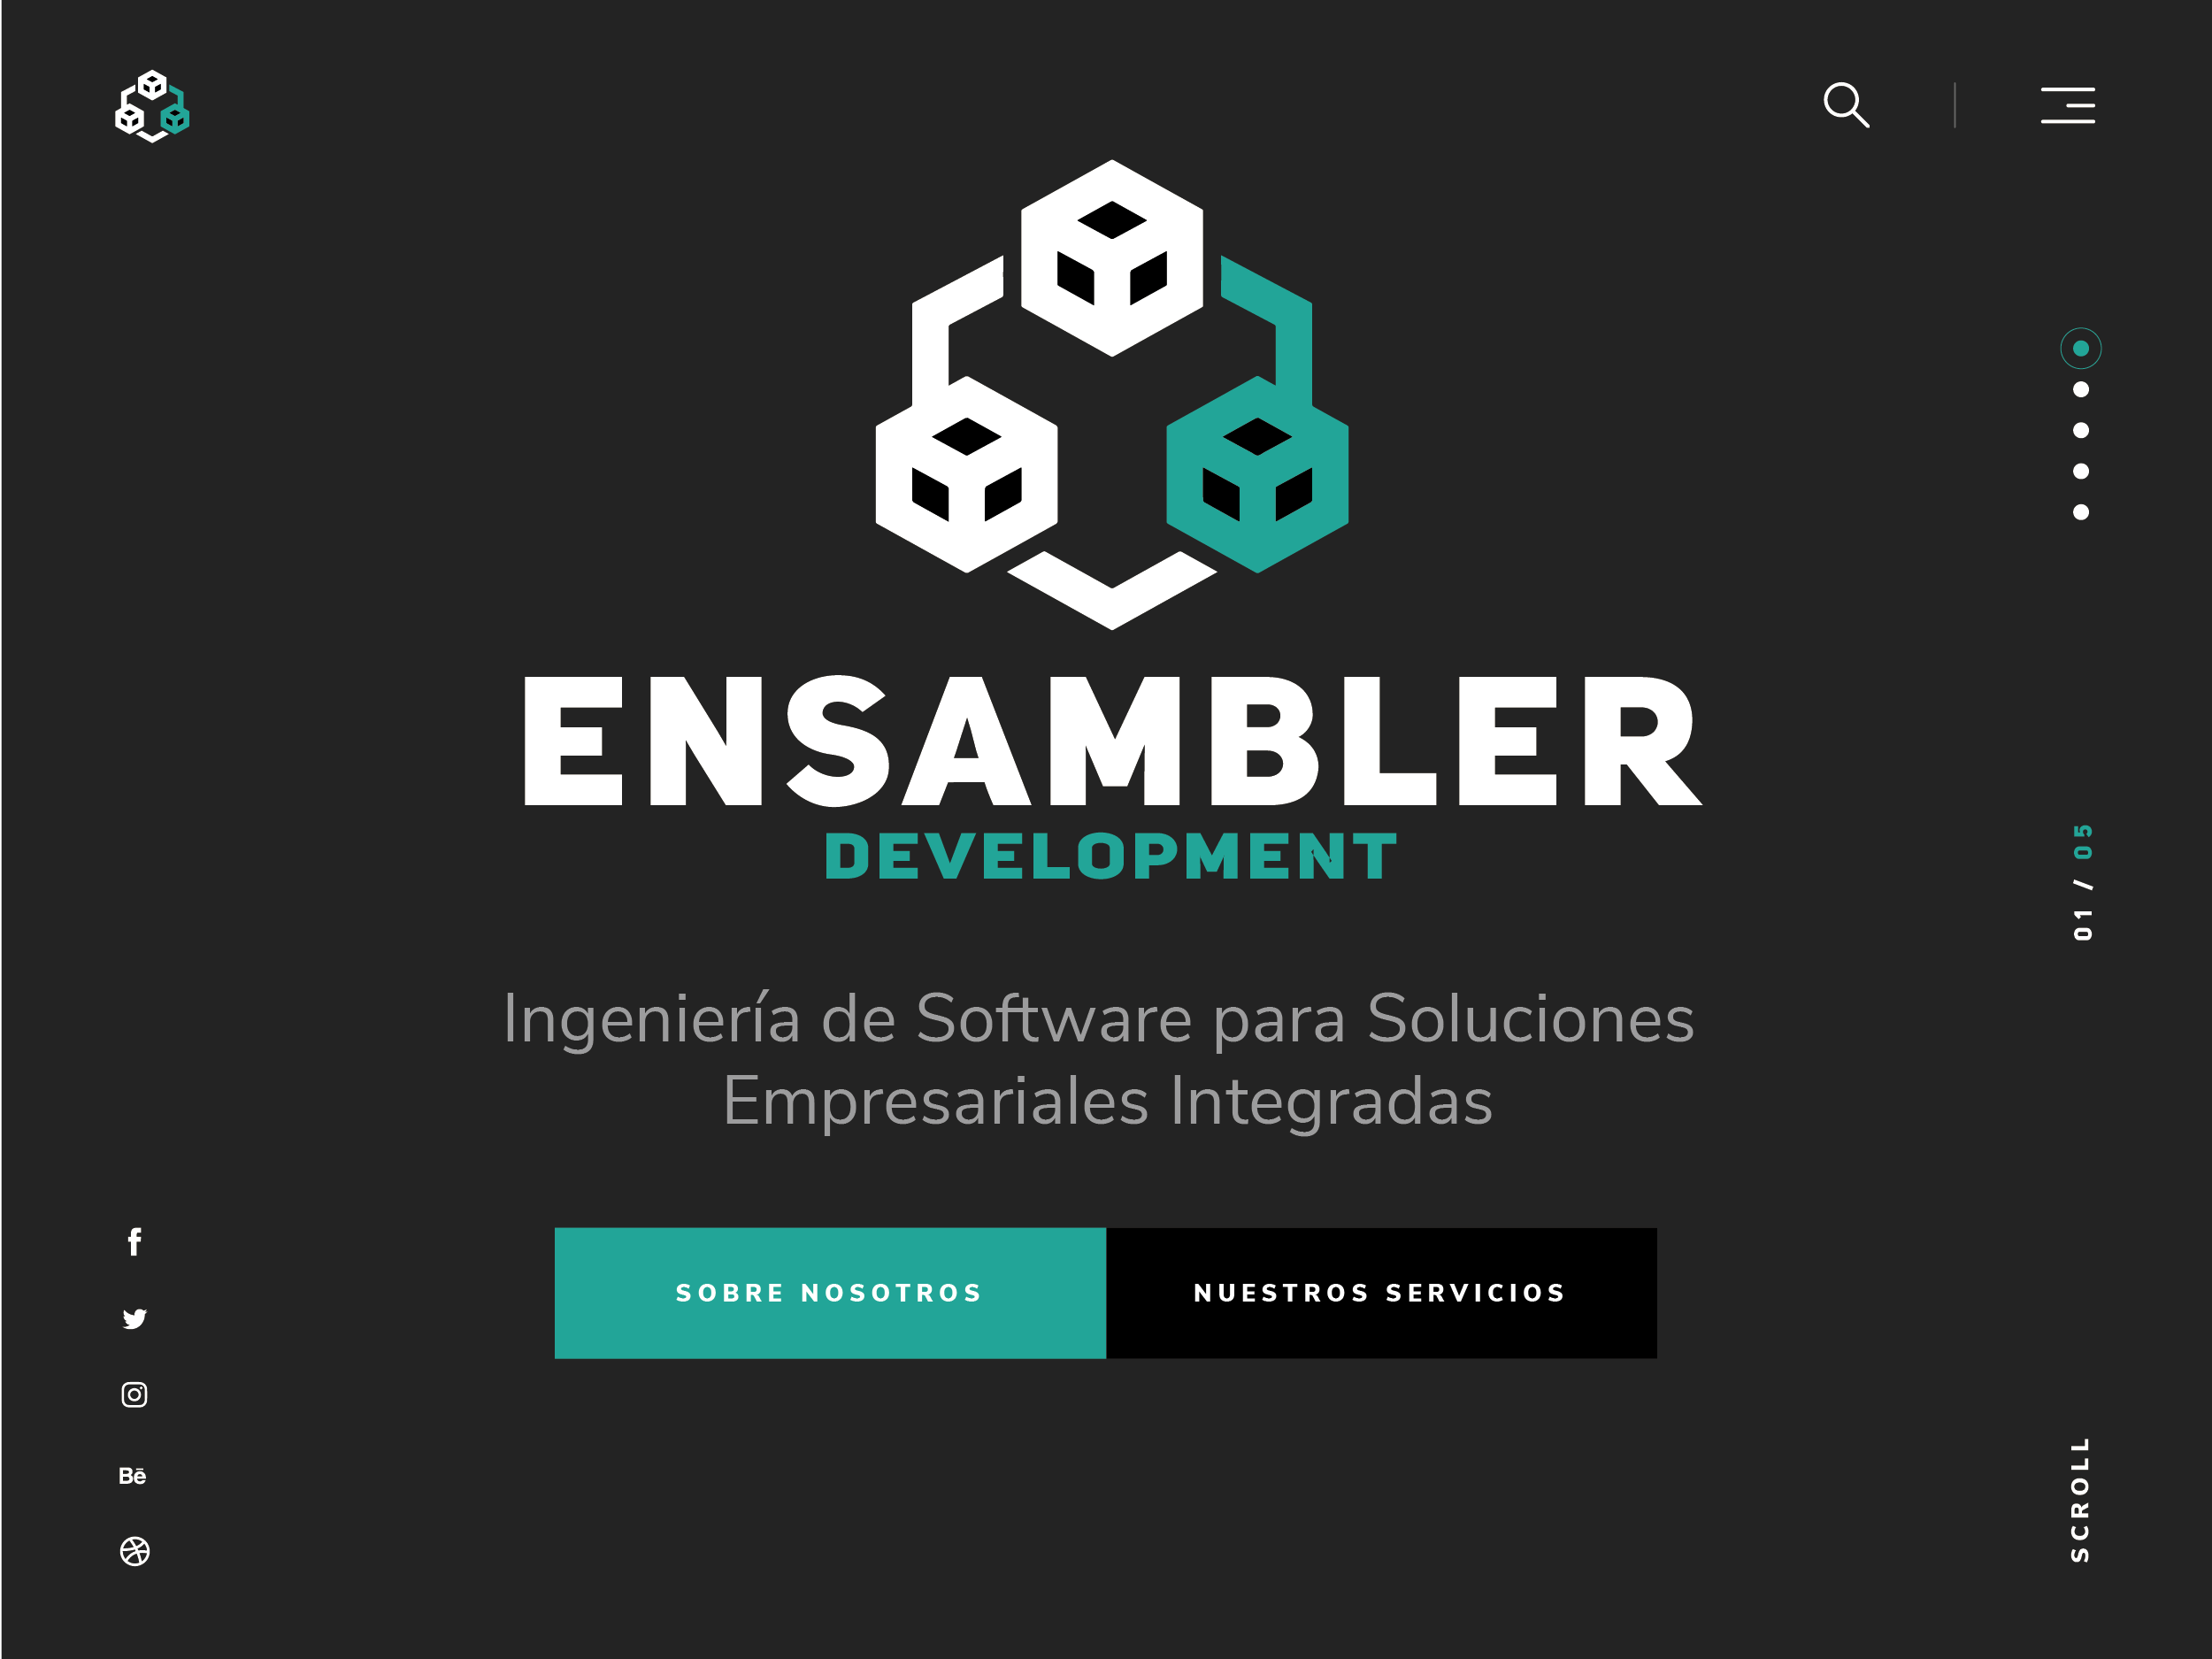 ENSAMBLER
DEVELOPMENT
01 / 05
Ingeniería de Software para Soluciones
Empresariales Integradas
SOBRE NOSOTROS
NUESTROS SERVICIOS
Bē
SCROLL